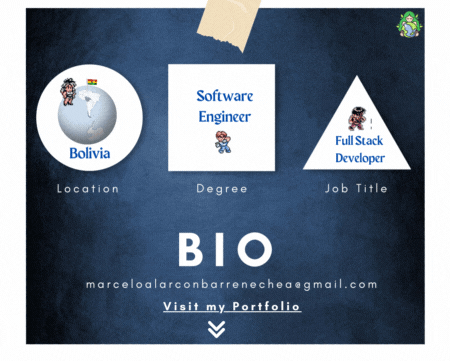 Software
Engineer
Bolivia
Full Stack
Developer
Location
Degree
Job Title
BIO
marceloalarconbarrenechea@gmail.com
Visit my Portfolio